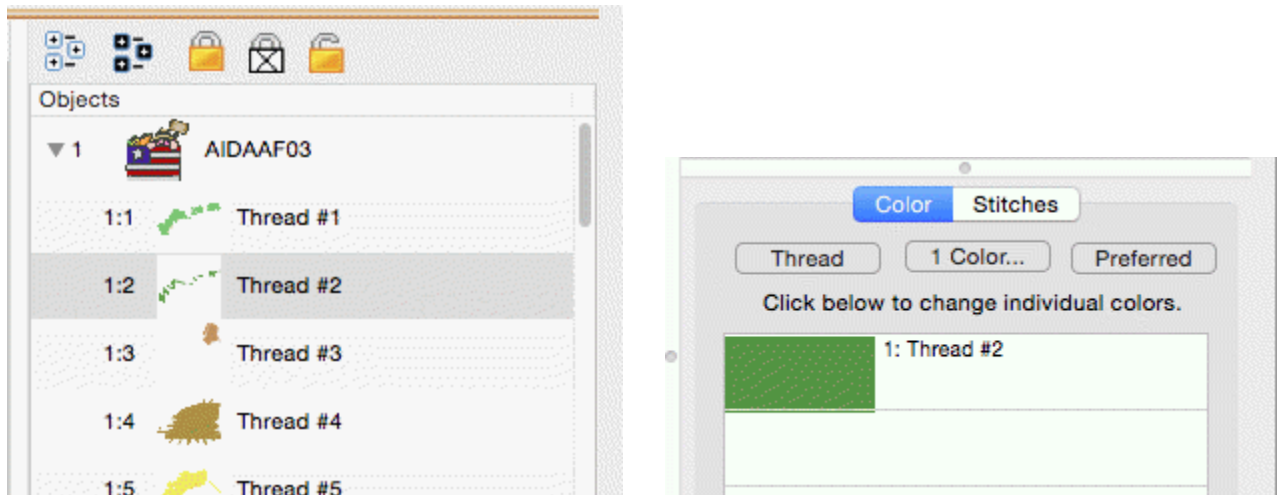 Objects
1 AIDAAF03
1:1 Thread #1
1:2 Thread #2
1:3 Thread #3
1:4 Thread #4
1:5 Thread #5
Color Stitches
Thread 1 Color... Preferred
Click below to change individual colors.
1: Thread #2